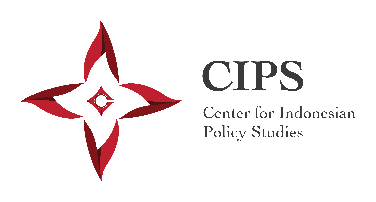 CIPS
Center for Indonesian
Policy Studies